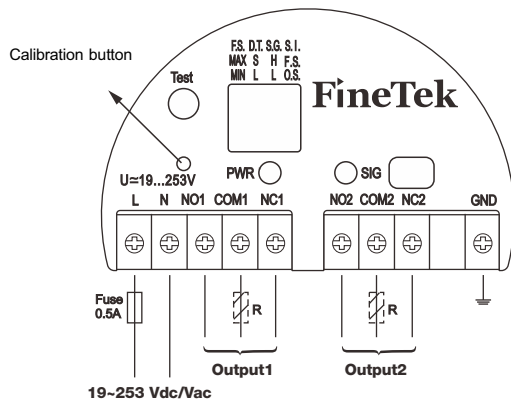 Calibration button
F.S. D.T. S.G. S.I.
MAX S H F.S.
MIN L L O.S.
Test
FineTek
PWR
SIG
U≃19...253V
L N NO1 COM1 NC1
NO2 COM2 NC2
GND
Fuse
0.5A
R
R
Output1
Output2
19~253 Vdc/Vac